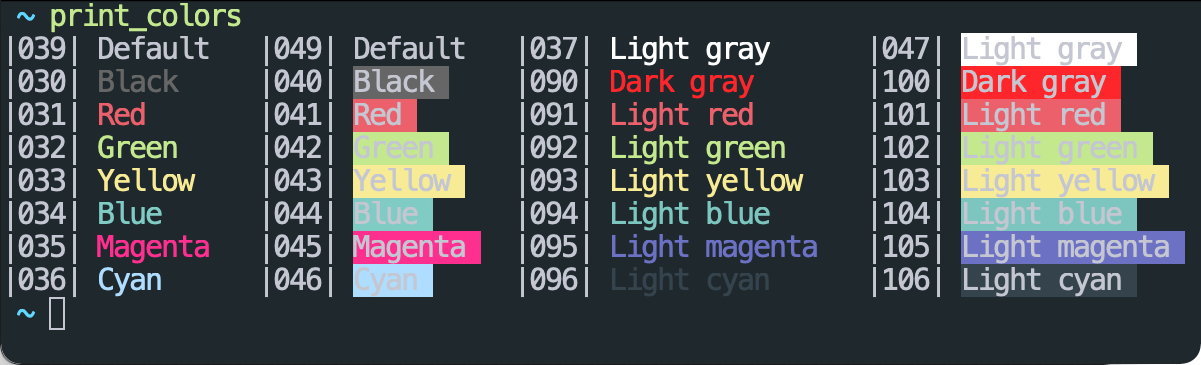 ~ print_colors
|039| Default |049| Default |037| Light gray |047| Light gray
|030| Black |040| Black |090| Dark gray |100| Dark gray
|031| Red |041| Red |091| Light red |101| Light red
|032| Green |042| Green |092| Light green |102| Light green
|033| Yellow |043| Yellow |093| Light yellow |103| Light yellow
|034| Blue |044| Blue |094| Light blue |104| Light blue
|035| Magenta |045| Magenta |095| Light magenta |105| Light magenta
|036| Cyan |046| Cyan |096| Light cyan |106| Light cyan
~